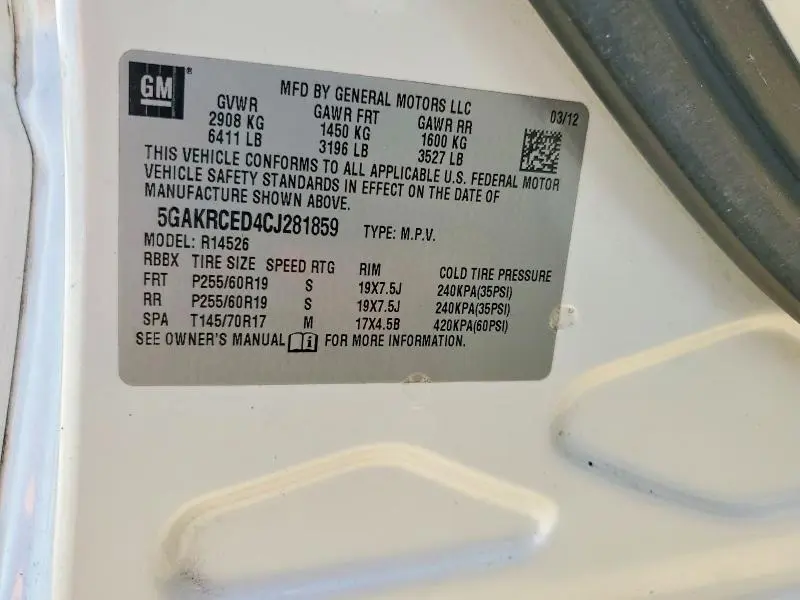 GM ®
MFD BY GENERAL MOTORS LLC
03/12
GVWR GAWR FRT GAWR RR
2908 KG 1450 KG 1600 KG
6411 LB 3196 LB 3527 LB
THIS VEHICLE CONFORMS TO ALL APPLICABLE U.S. FEDERAL MOTOR
VEHICLE SAFETY STANDARDS IN EFFECT ON THE DATE OF
MANUFACTURE SHOWN ABOVE.
5GAKRCED4CJ281859 TYPE: M.P.V.
MODEL: R14526
RBBX TIRE SIZE SPEED RTG RIM COLD TIRE PRESSURE
FRT P255/60R19 S 19X7.5J 240KPA(35PSI)
RR P255/60R19 S 19X7.5J 240KPA(35PSI)
SPA T145/70R17 M 17X4.5B 420KPA(60PSI)
SEE OWNER'S MANUAL i FOR MORE INFORMATION.